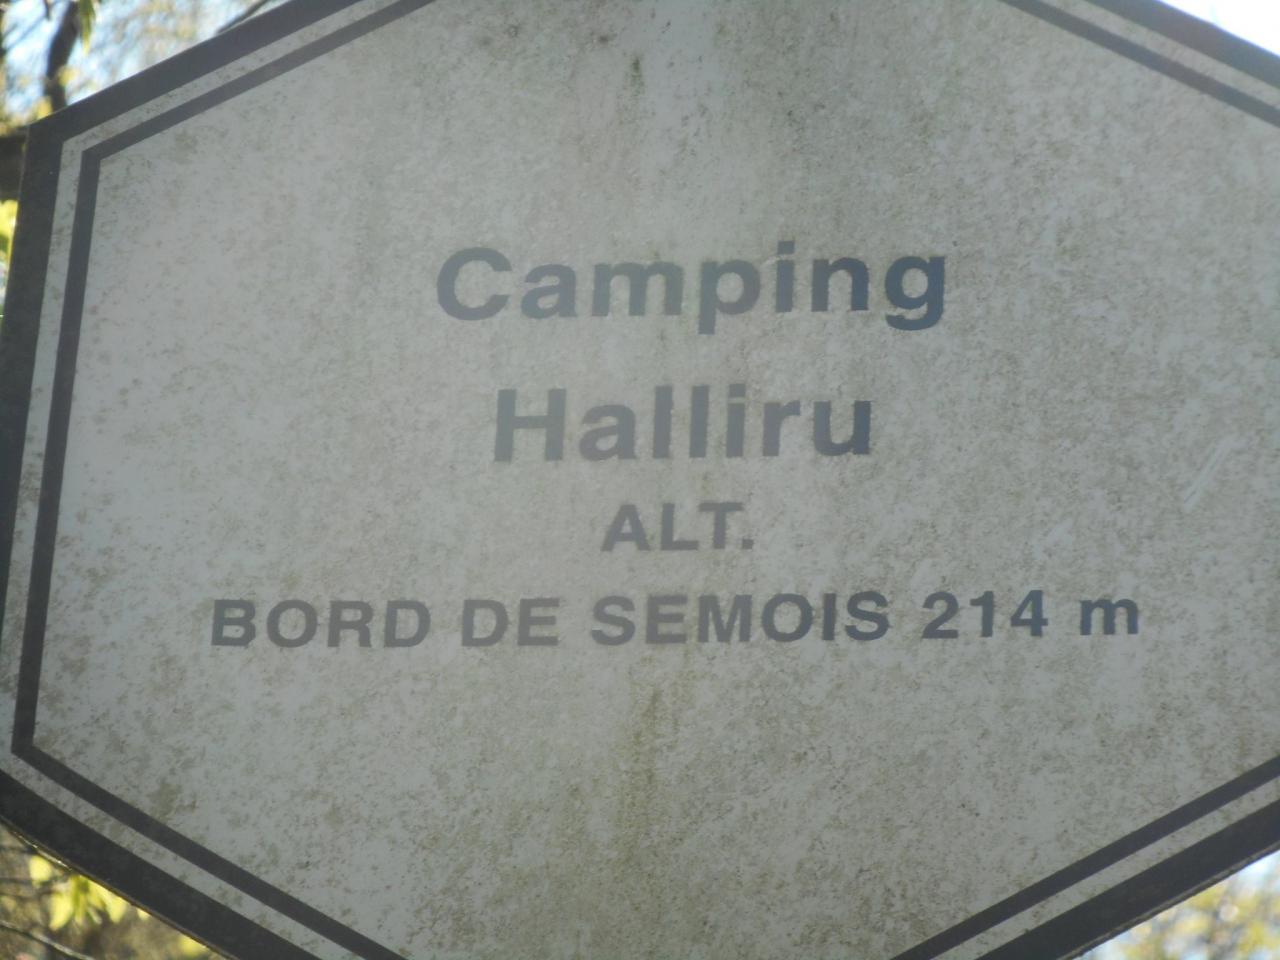 Camping
Halliru
ALT.
BORD DE SEMOIS 214 m